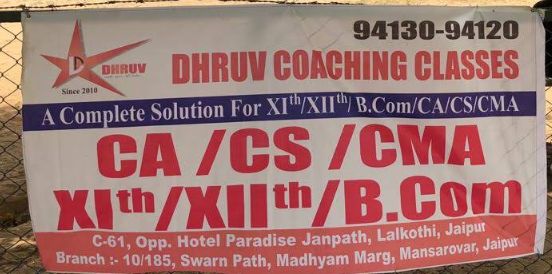 94130-94120
D DHRUV
Since 2010
DHRUV COACHING CLASSES
A Complete Solution For XIth/XIIth/ B.Com/CA/CS/CMA
CA /CS /CMA
XIth/XIIth/B.Com
C-61, Opp. Hotel Paradise Janpath, Lalkothi, Jaipur
Branch :- 10/185, Swarn Path, Madhyam Marg, Mansarovar, Jaipur